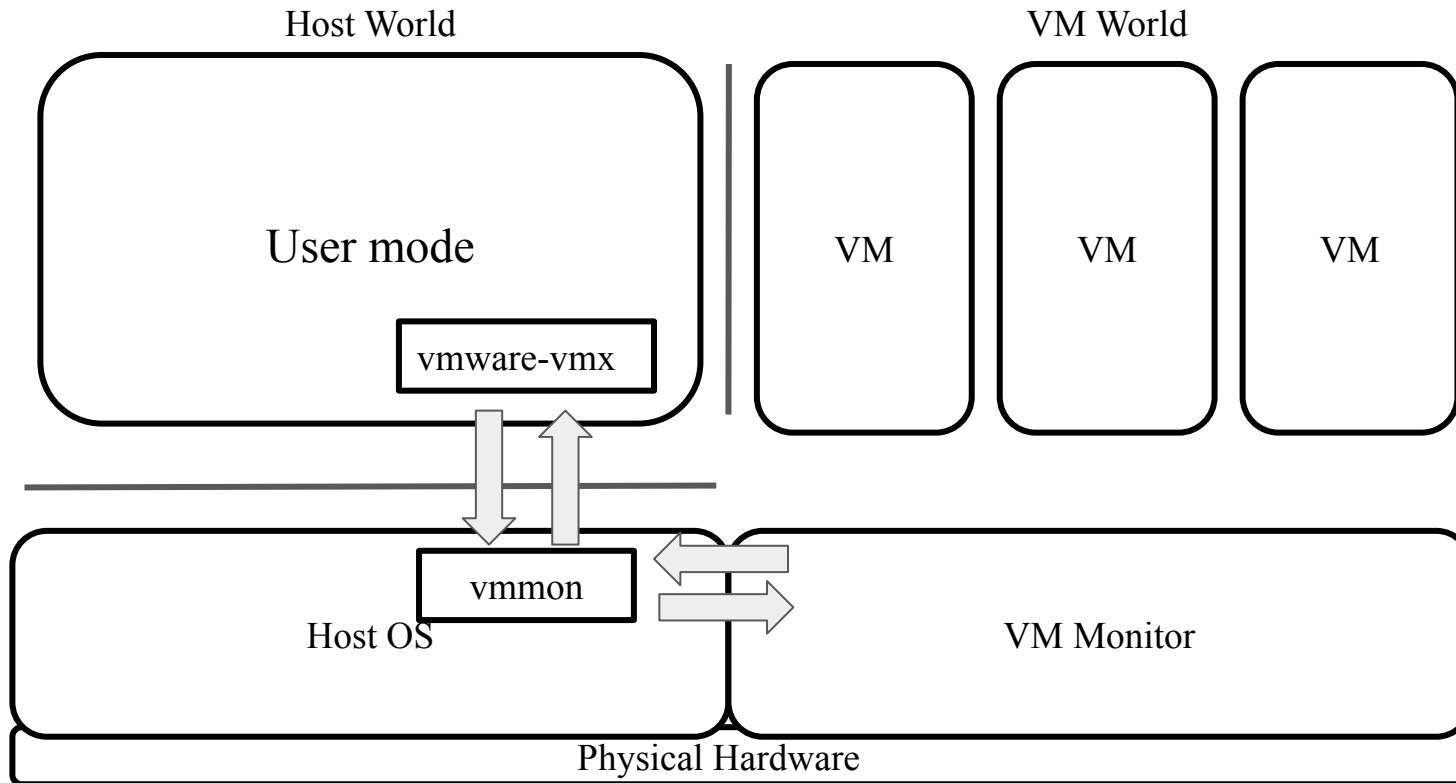 Host World
VM World
User mode
VM
VM
VM
vmware-vmx
vmmon
Host OS
VM Monitor
Physical Hardware